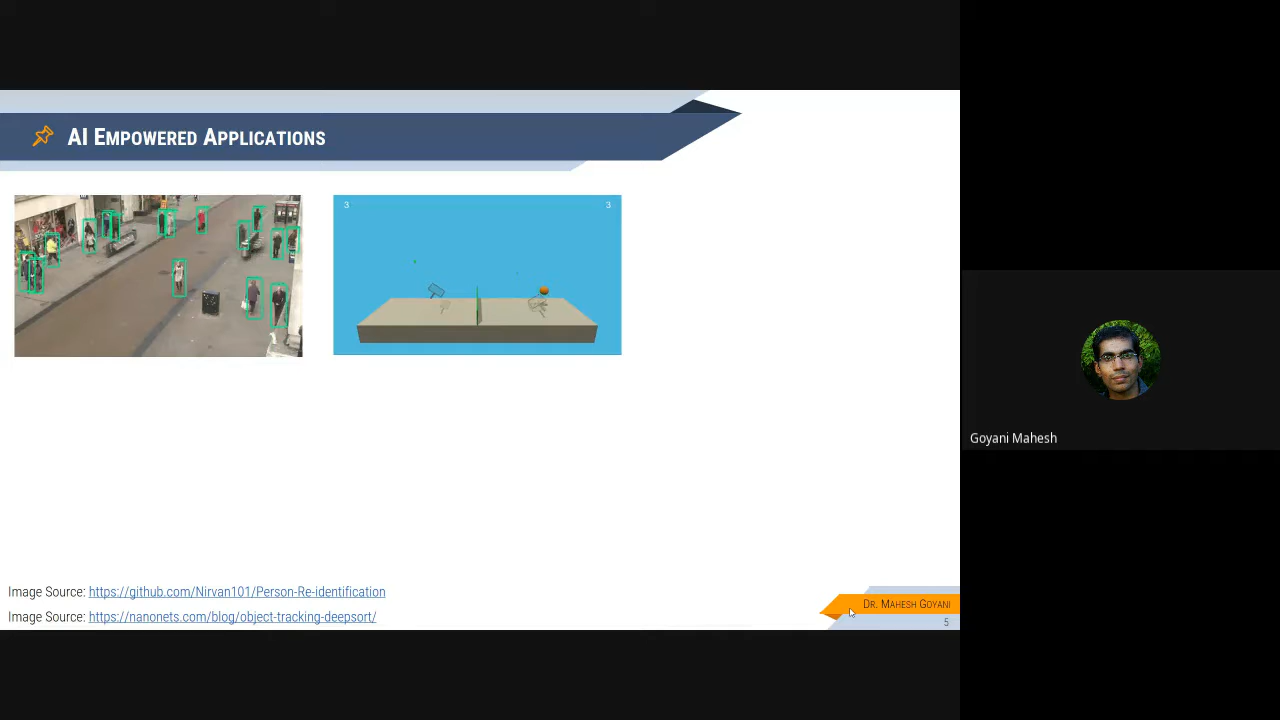 AI Empowered Applications
3 3
Image Source: https://github.com/Nirvan101/Person-Re-identification
Image Source: https://nanonets.com/blog/object-tracking-deepsort/
Dr. Mahesh Goyani
5
Goyani Mahesh